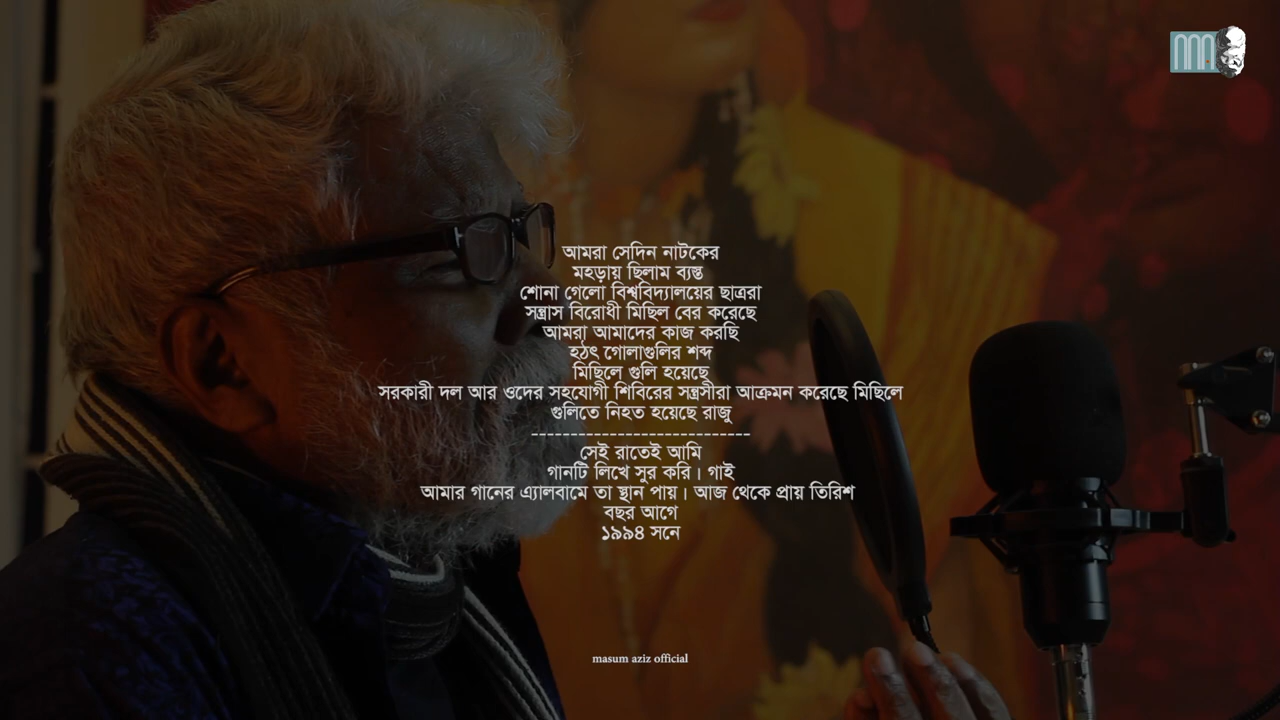 আমরা সেদিন নাটকের
মহড়ায় ছিলাম ব্যস্ত
শোনা গেলো বিশ্ববিদ্যালয়ের ছাত্ররা
সন্ত্রাস বিরোধী মিছিল বের করেছে
আমরা আমাদের কাজ করছি
হঠৎ গোলাগুলির শব্দ
মিছিলে গুলি হয়েছে
সরকারী দল আর ওদের সহযোগী শিবিরের সন্ত্রসীরা আক্রমন করেছে মিছিলে
গুলিতে নিহত হয়েছে রাজু
----------------------------
সেই রাতেই আমি
গানটি লিখে সুর করি। গাই
আমার গানের এ্যালবামে তা স্থান পায়। আজ থেকে প্রায় তিরিশ
বছর আগে
১৯৯৪ সনে
masum aziz official